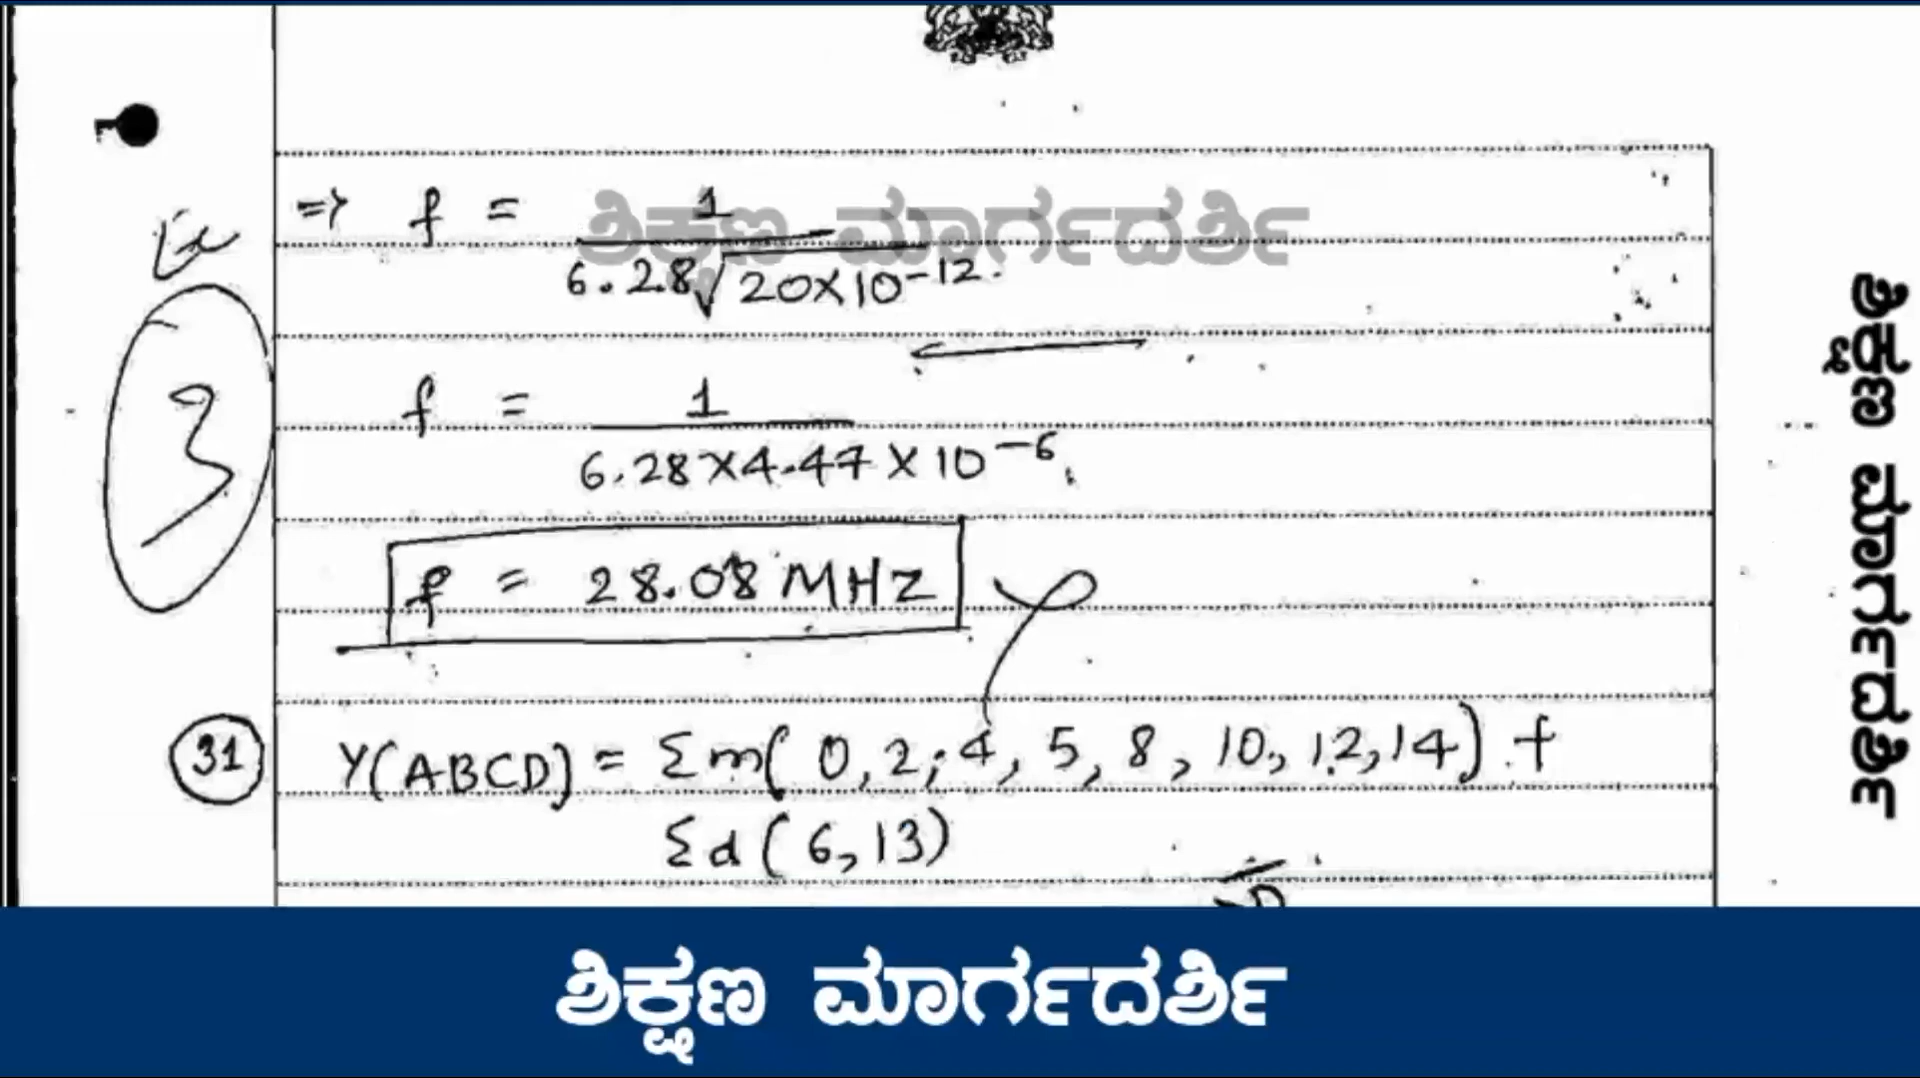 ⇒ f = 1
6.28√20×10⁻¹²
ಶಿಕ್ಷಣ ಮಾರ್ಗದರ್ಶಿ
f = 1
6.28×4.47×10⁻⁶
3
f = 28.08 MHZ
31 Y(ABCD) = Σm( 0, 2, 4, 5, 8, 10, 12, 14) +
Σd ( 6, 13)
ಶಿಕ್ಷಣ ಮಾರ್ಗದರ್ಶಿ
ಶಿಕ್ಷಣ ಮಾರ್ಗದರ್ಶಿ